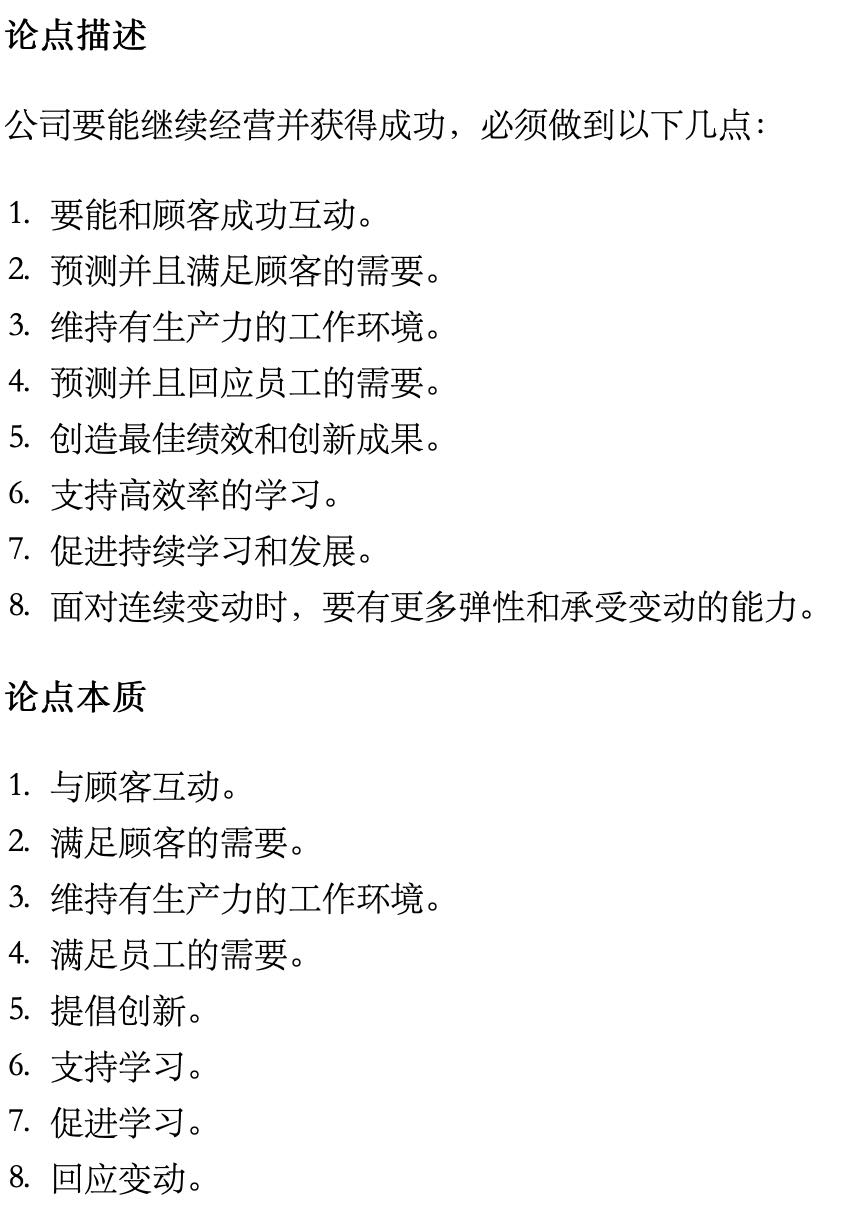 论点描述
公司要能继续经营并获得成功，必须做到以下几点：
1. 要能和顾客成功互动。
2. 预测并且满足顾客的需要。
3. 维持有生产力的工作环境。
4. 预测并且回应员工的需要。
5. 创造最佳绩效和创新成果。
6. 支持高效率的学习。
7. 促进持续学习和发展。
8. 面对连续变动时，要有更多弹性和承受变动的能力。
论点本质
1. 与顾客互动。
2. 满足顾客的需要。
3. 维持有生产力的工作环境。
4. 满足员工的需要。
5. 提倡创新。
6. 支持学习。
7. 促进学习。
8. 回应变动。